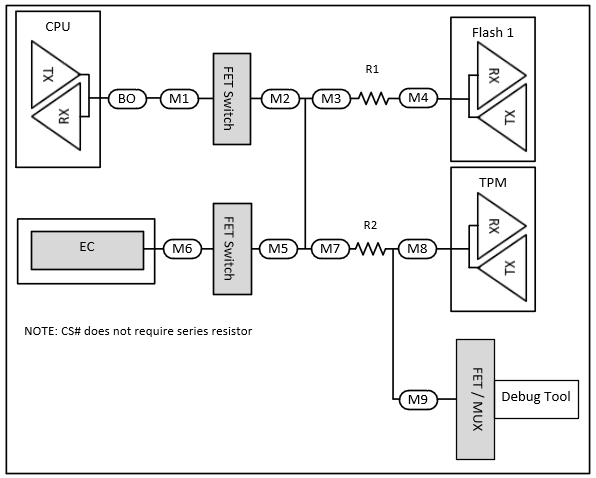 CPU
TX
RX
BO
M1
FET Switch
M2
M3
R1
M4
Flash 1
RX
TX
EC
M6
FET Switch
M5
M7
R2
M8
TPM
RX
TX
NOTE: CS# does not require series resistor
M9
FET / MUX
Debug Tool